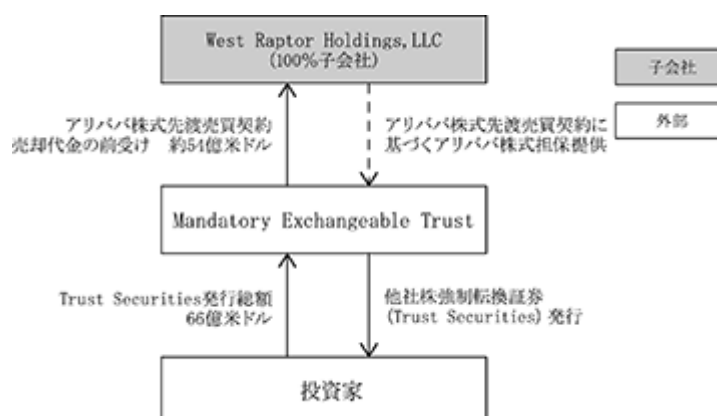 West Raptor Holdings,LLC
(100%子会社)
子会社
外部
アリババ株式先渡売買契約
売却代金の前受け 約54億米ドル
アリババ株式先渡売買契約に
基づくアリババ株式担保提供
Mandatory Exchangeable Trust
Trust Securities発行総額
66億米ドル
他社株強制転換証券
(Trust Securities) 発行
投資家